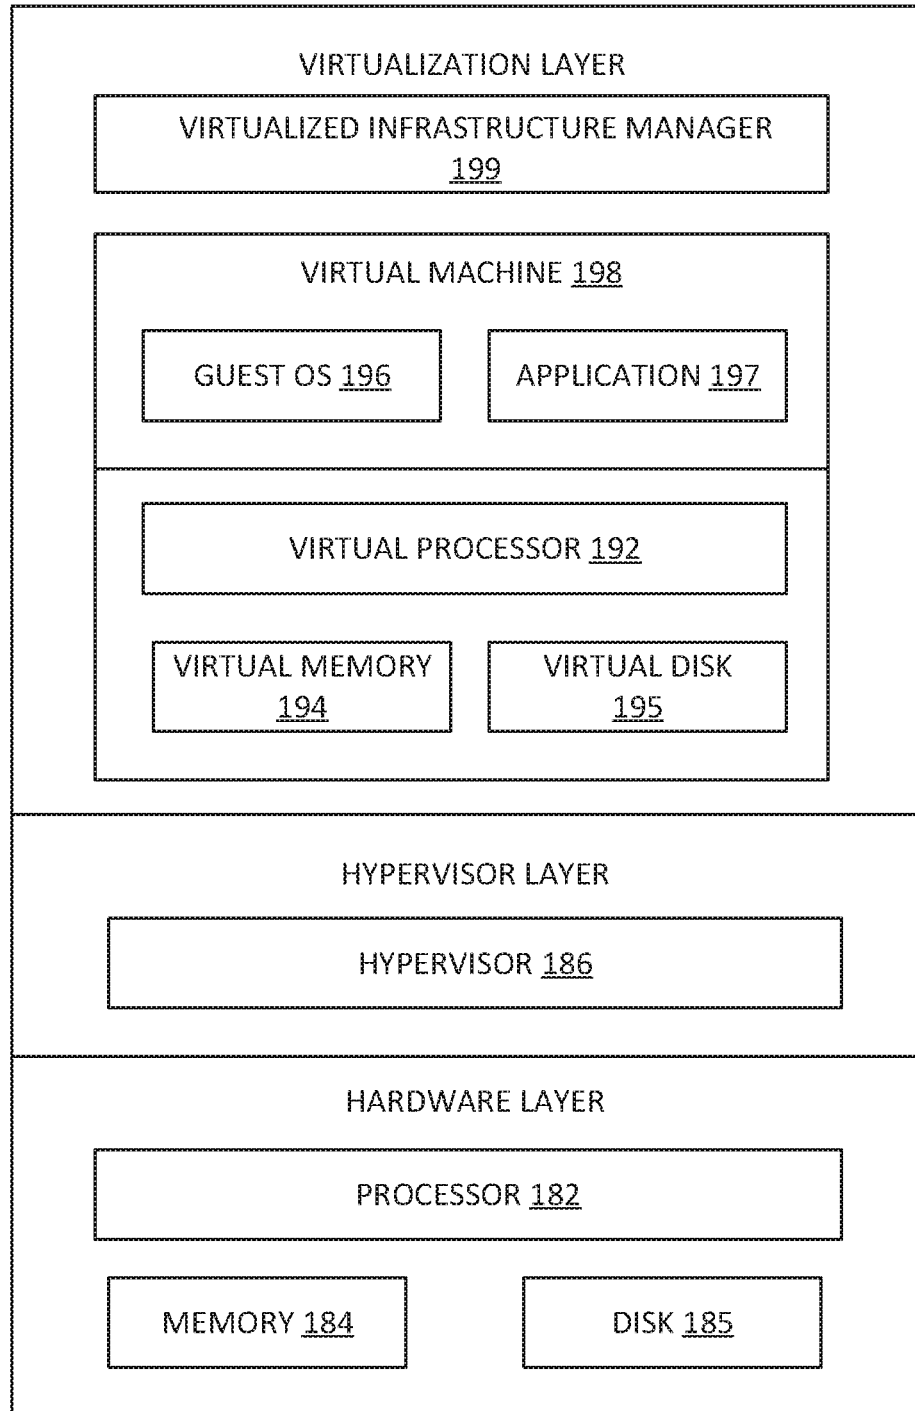 VIRTUALIZATION LAYER
VIRTUALIZED INFRASTRUCTURE MANAGER
199
VIRTUAL MACHINE 198
GUEST OS 196
APPLICATION 197
VIRTUAL PROCESSOR 192
VIRTUAL MEMORY
194
VIRTUAL DISK
195
HYPERVISOR LAYER
HYPERVISOR 186
HARDWARE LAYER
PROCESSOR 182
MEMORY 184
DISK 185